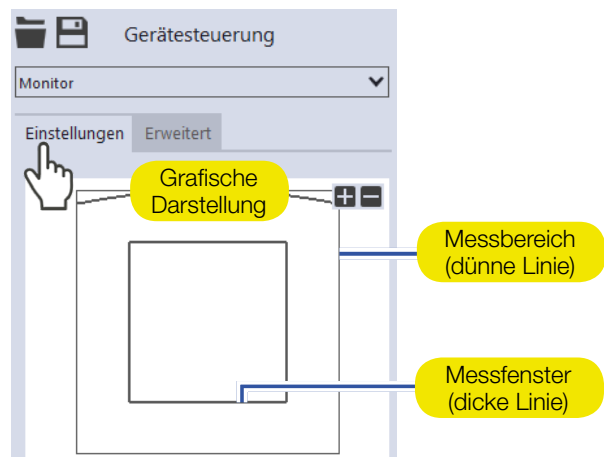 Gerätesteuerung
Monitor
Einstellungen Erweitert
Grafische
Darstellung
Messbereich
(dünne Linie)
Messfenster
(dicke Linie)